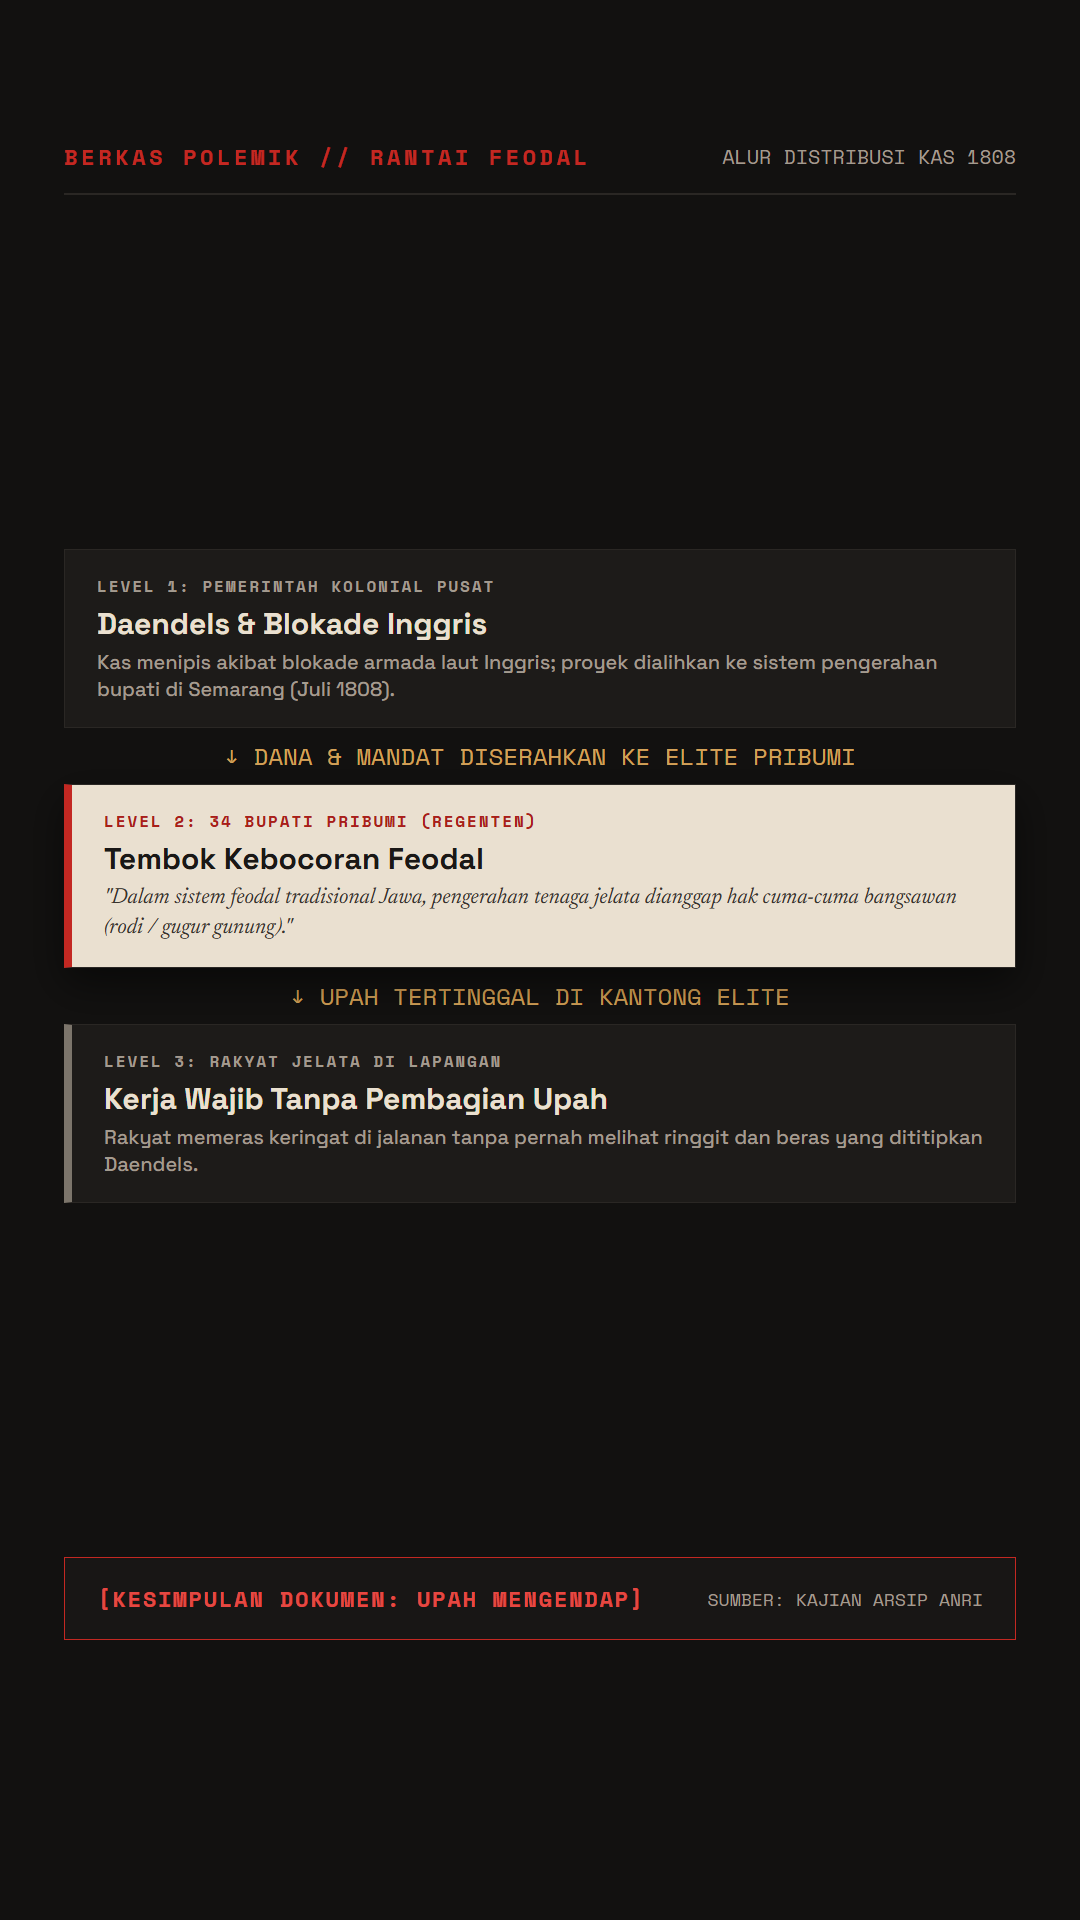 BERKAS POLEMIK // RANTAI FEODAL
ALUR DISTRIBUSI KAS 1808
LEVEL 1: PEMERINTAH KOLONIAL PUSAT
Daendels & Blokade Inggris
Kas menipis akibat blokade armada laut Inggris; proyek dialihkan ke sistem pengerahan
bupati di Semarang (Juli 1808).
↓ DANA & MANDAT DISERAHKAN KE ELITE PRIBUMI
LEVEL 2: 34 BUPATI PRIBUMI (REGENTEN)
Tembok Kebocoran Feodal
"Dalam sistem feodal tradisional Jawa, pengerahan tenaga jelata dianggap hak cuma-cuma bangsawan
(rodi / gugur gunung)."
↓ UPAH TERTINGGAL DI KANTONG ELITE
LEVEL 3: RAKYAT JELATA DI LAPANGAN
Kerja Wajib Tanpa Pembagian Upah
Rakyat memeras keringat di jalanan tanpa pernah melihat ringgit dan beras yang dititipkan
Daendels.
[KESIMPULAN DOKUMEN: UPAH MENGENDAP]
SUMBER: KAJIAN ARSIP ANRI